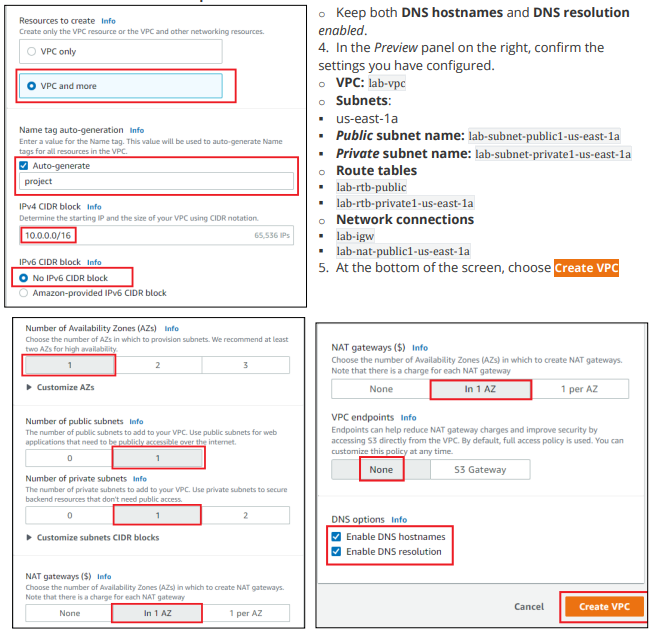 Resources to create Info
Create only the VPC resource or the VPC and other networking resources.
VPC only
VPC and more
Name tag auto-generation Info
Enter a value for the Name tag. This value will be used to auto-generate Name
tags for all resources in the VPC.
Auto-generate
project
IPv4 CIDR block Info
Determine the starting IP and the size of your VPC using CIDR notation.
10.0.0.0/16 65,536 IPs
IPv6 CIDR block Info
No IPv6 CIDR block
Amazon-provided IPv6 CIDR block
○ Keep both DNS hostnames and DNS resolution
enabled.
4. In the Preview panel on the right, confirm the
settings you have configured.
○ VPC: lab-vpc
○ Subnets:
▪ us-east-1a
▪ Public subnet name: lab-subnet-public1-us-east-1a
▪ Private subnet name: lab-subnet-private1-us-east-1a
○ Route tables
▪ lab-rtb-public
▪ lab-rtb-private1-us-east-1a
○ Network connections
▪ lab-igw
▪ lab-nat-public1-us-east-1a
5. At the bottom of the screen, choose Create VPC
Number of Availability Zones (AZs) Info
Choose the number of AZs in which to provision subnets. We recommend at least
two AZs for high availability.
1 2 3
▶ Customize AZs
Number of public subnets Info
The number of public subnets to add to your VPC. Use public subnets for web
applications that need to be publicly accessible over the internet.
0 1
Number of private subnets Info
The number of private subnets to add to your VPC. Use private subnets to secure
backend resources that don't need public access.
0 1 2
▶ Customize subnets CIDR blocks
NAT gateways ($) Info
Choose the number of Availability Zones (AZs) in which to create NAT gateways.
Note that there is a charge for each NAT gateway
None In 1 AZ 1 per AZ
NAT gateways ($) Info
Choose the number of Availability Zones (AZs) in which to create NAT gateways.
Note that there is a charge for each NAT gateway
None In 1 AZ 1 per AZ
VPC endpoints Info
Endpoints can help reduce NAT gateway charges and improve security by
accessing S3 directly from the VPC. By default, full access policy is used. You can
customize this policy at any time.
None S3 Gateway
DNS options Info
Enable DNS hostnames
Enable DNS resolution
Cancel Create VPC